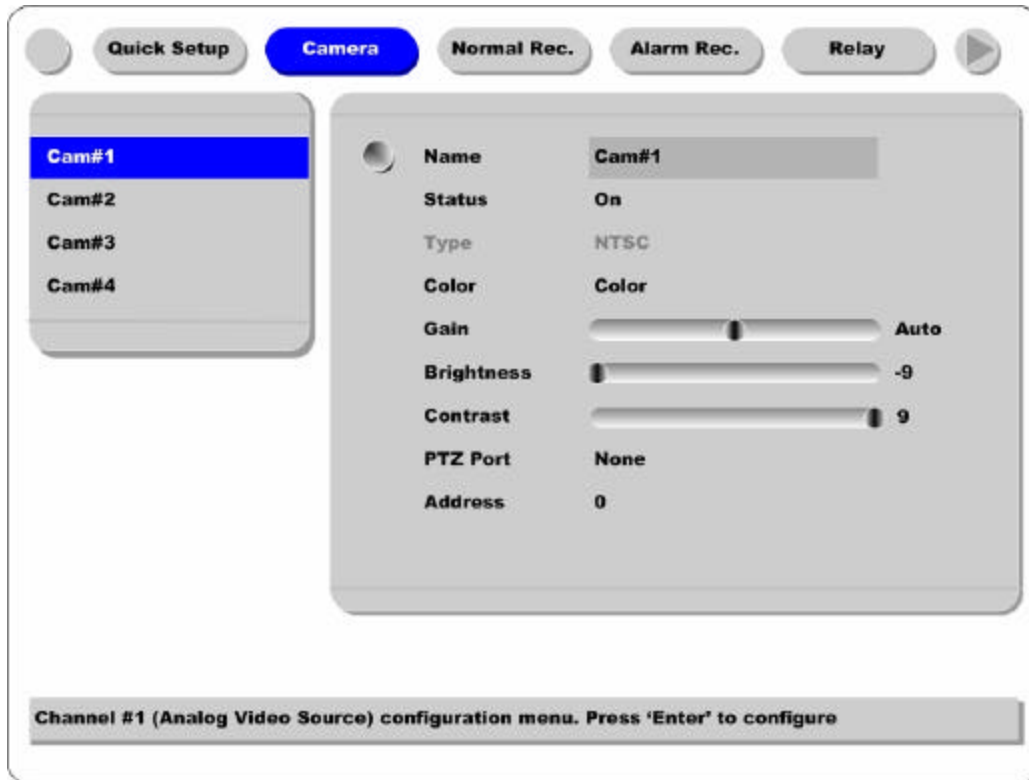 Quick Setup Camera Normal Rec. Alarm Rec. Relay
Cam#1
Cam#2
Cam#3
Cam#4
Name Cam#1
Status On
Type NTSC
Color Color
Gain Auto
Brightness -9
Contrast 9
PTZ Port None
Address 0
Channel #1 (Analog Video Source) configuration menu. Press ‘Enter’ to configure